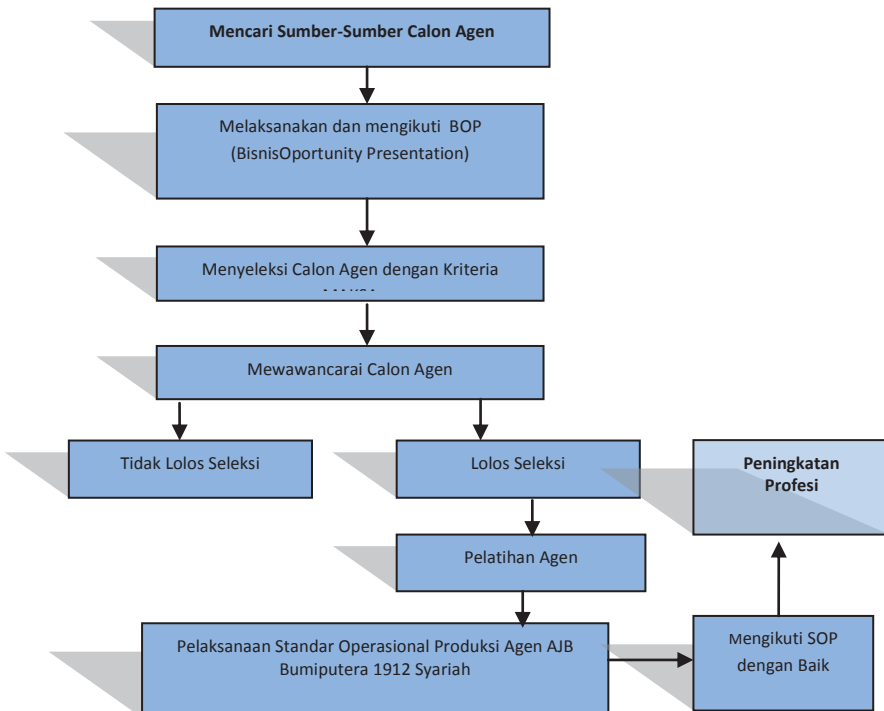 Mencari Sumber-Sumber Calon Agen
Melaksanakan dan mengikuti BOP
(BisnisOportunity Presentation)
Menyeleksi Calon Agen dengan Kriteria
Mewawancarai Calon Agen
Tidak Lolos Seleksi
Lolos Seleksi
Peningkatan
Profesi
Pelatihan Agen
Pelaksanaan Standar Operasional Produksi Agen AJB
Bumiputera 1912 Syariah
Mengikuti SOP
dengan Baik